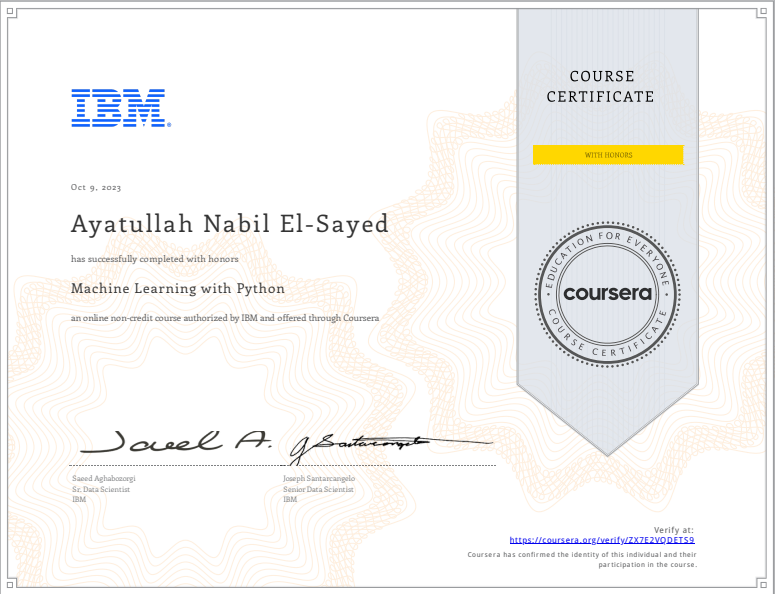 IBM®
COURSE
CERTIFICATE
WITH HONORS
Oct 9, 2023
Ayatullah Nabil El-Sayed
has successfully completed with honors
Machine Learning with Python
an online non-credit course authorized by IBM and offered through Coursera
EDUCATION FOR EVERYONE
coursera
COURSE CERTIFICATE
Saeed A.
J Santarcangelo
Saeed Aghabozorgi
Sr. Data Scientist
IBM
Joseph Santarcangelo
Senior Data Scientist
IBM
Verify at:
https://coursera.org/verify/ZX7E2VQDETS9
Coursera has confirmed the identity of this individual and their
participation in the course.